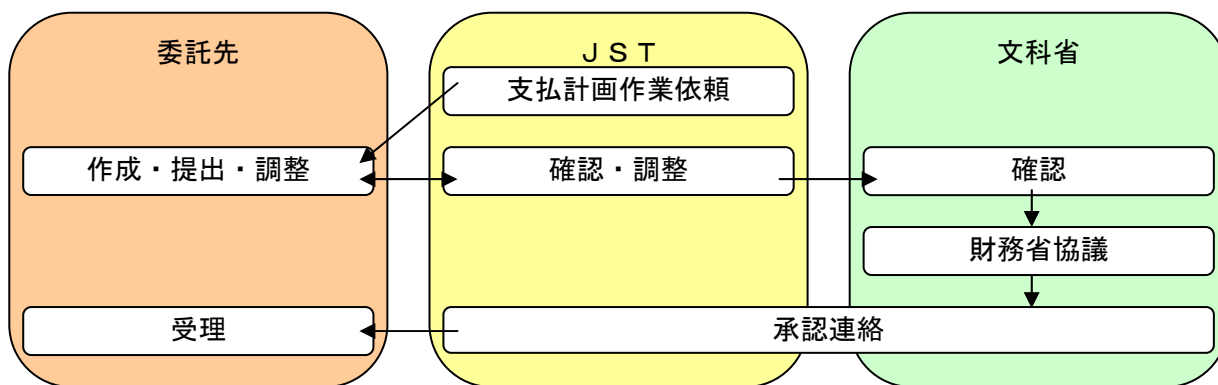 委託先
JST
文科省
支払計画作業依頼
作成・提出・調整
確認・調整
確認
財務省協議
受理
承認連絡